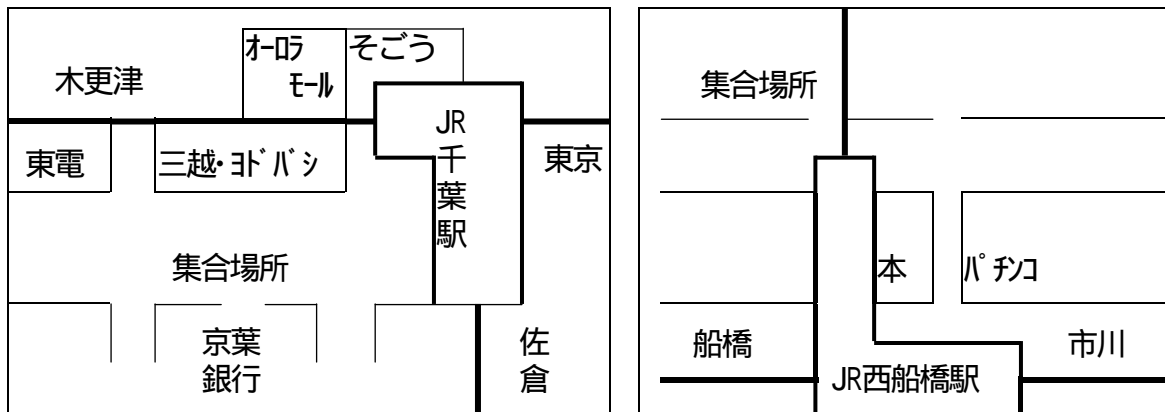 オーロラ
モール
そごう
木更津
JR
千
葉
駅
東電
三越・ヨドバシ
東京
集合場所
京葉
銀行
佐
倉
集合場所
本
パチンコ
船橋
市川
JR西船橋駅